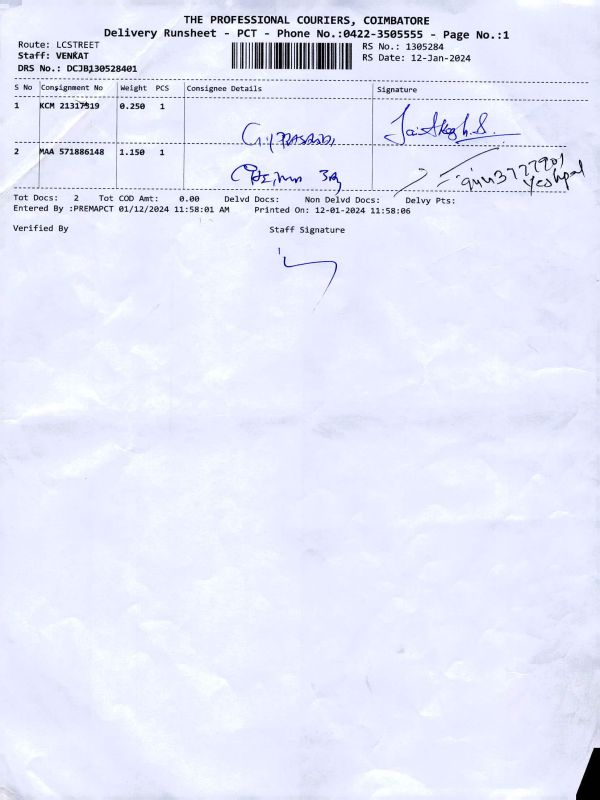 THE PROFESSIONAL COURIERS, COIMBATORE
Delivery Runsheet - PCT - Phone No.:0422-3505555 - Page No.:1
Route: LCSTREET
RS No.: 1305284
Staff: VENKAT
RS Date: 12-Jan-2024
DRS No.: DCJB130528401
S No Consignment No Weight PCS Consignee Details Signature
1 KCM 21317919 0.250 1
2 MAA 571886148 1.150 1
Yeshpal
Tot Docs: 2 Tot COD Amt: 0.00 Delvd Docs: Non Delvd Docs: Delvy Pts:
Entered By :PREMAPCT 01/12/2024 11:58:01 AM Printed On: 12-01-2024 11:58:06
Verified By Staff Signature